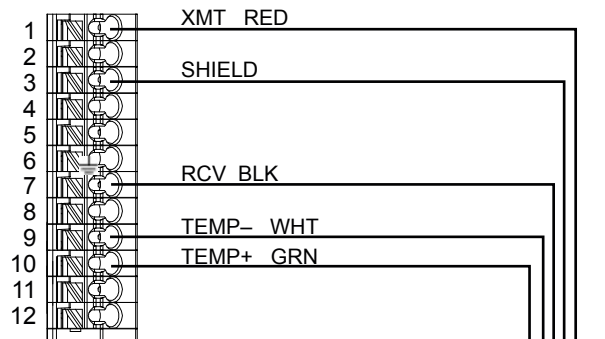 1 XMT RED
2
3 SHIELD
4
5
6
7 RCV BLK
8
9 TEMP– WHT
10 TEMP+ GRN
11
12